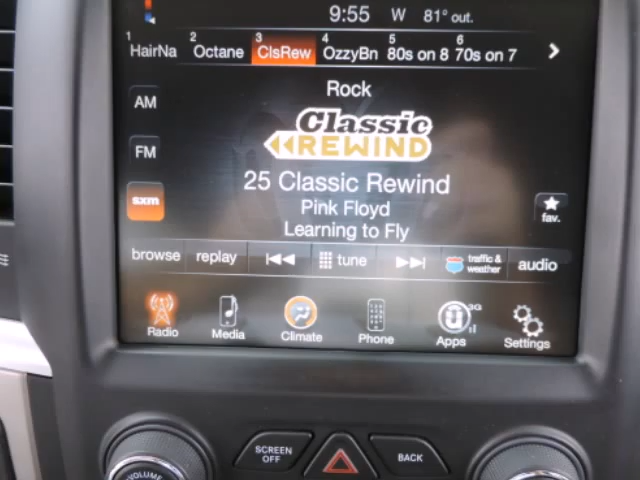 9:55 W 81° out.
1 HairNa 2 Octane 3 ClsRew 4 OzzyBn 5 80s on 8 6 70s on 7
Rock
AM
Classic
REWIND
FM
25 Classic Rewind
sxm
Pink Floyd
fav.
Learning to Fly
browse replay tune traffic & weather audio
3G
Radio Media Climate Phone Apps Settings
SCREEN OFF BACK
VOLUME